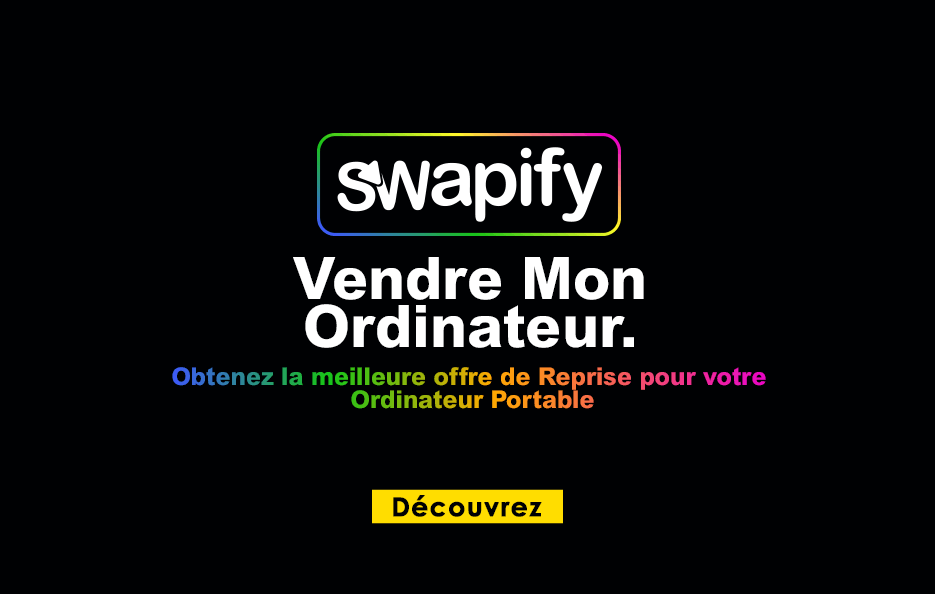 swapify
Vendre Mon
Ordinateur.
Obtenez la meilleure offre de Reprise pour votre
Ordinateur Portable
Découvrez